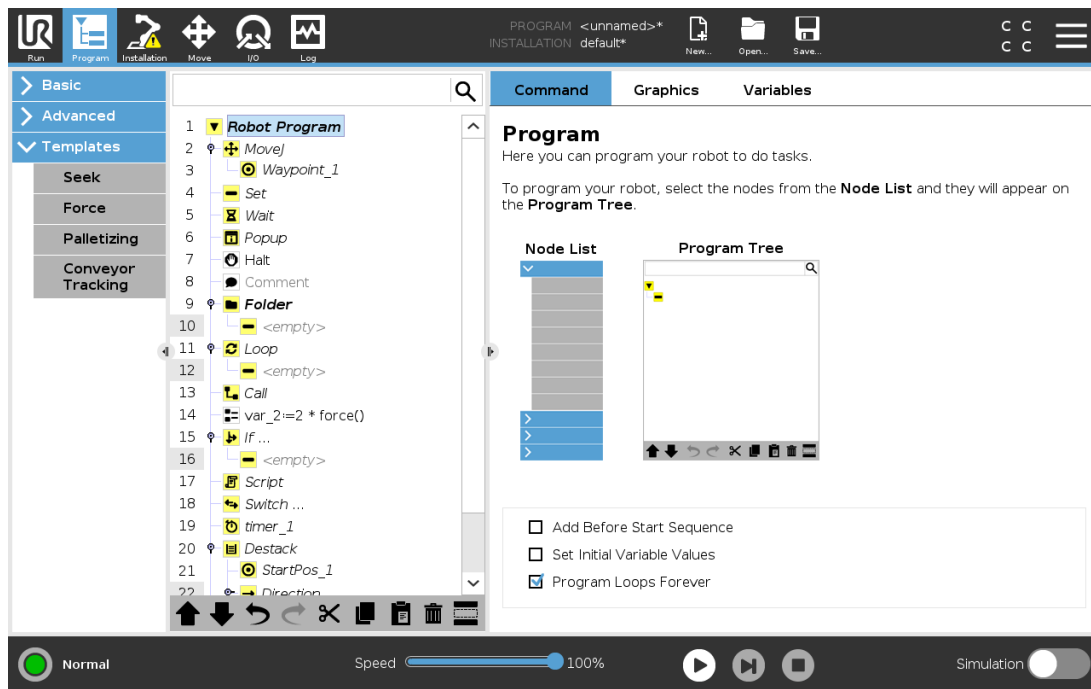 PROGRAM <unnamed>*
INSTALLATION default*
UR
Run
Program
Installation
Move
I/O
Log
New...
Open...
Save...
C C
C C
Basic
Advanced
Templates
Seek
Force
Palletizing
Conveyor
Tracking
1 Robot Program
2 MoveJ
3 Waypoint_1
4 Set
5 Wait
6 Popup
7 Halt
8 Comment
9 Folder
10 <empty>
11 Loop
12 <empty>
13 Call
14 var_2:=2 * force()
15 If ...
16 <empty>
17 Script
18 Switch ...
19 timer_1
20 Destack
21 StartPos_1
22 Direction
Command
Graphics
Variables
Program
Here you can program your robot to do tasks.
To program your robot, select the nodes from the Node List and they will appear on
the Program Tree.
Node List
Program Tree
Add Before Start Sequence
Set Initial Variable Values
Program Loops Forever
Normal
Speed
100%
Simulation